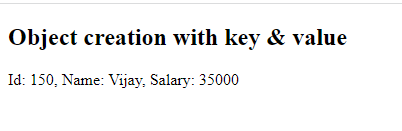 Object creation with key & value
Id: 150, Name: Vijay, Salary: 35000